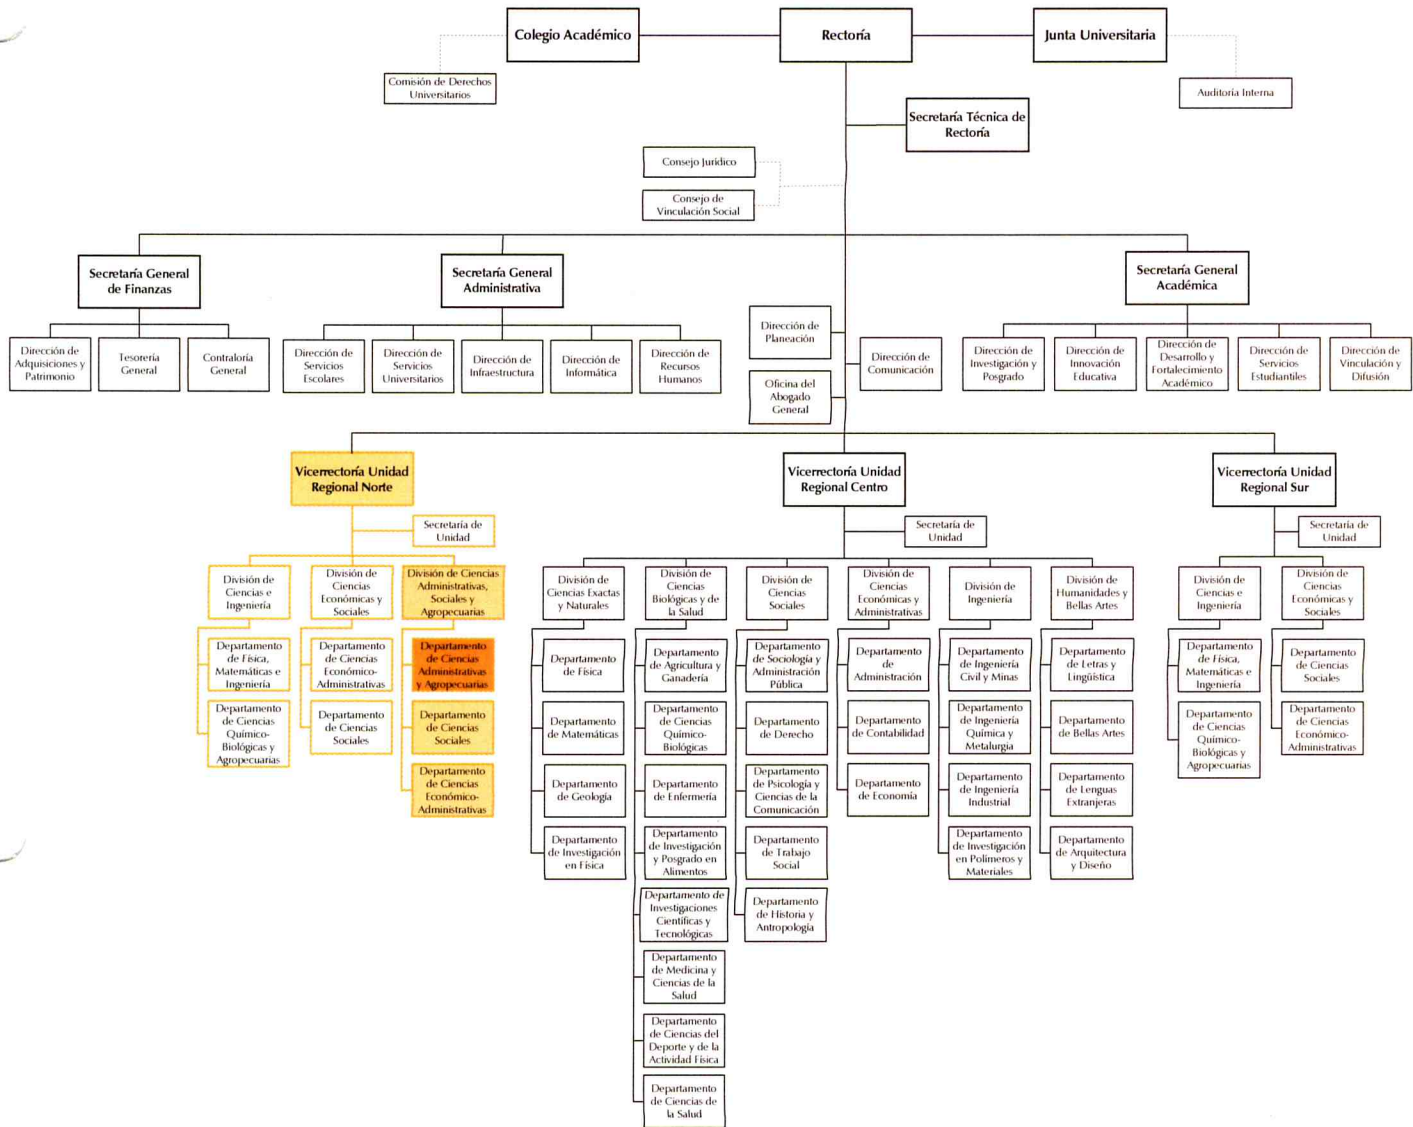 Colegio Académico
Rectoría
Junta Universitaria
Comisión de Derechos
Universitarios
Auditoría Interna
Secretaría Técnica de
Rectoría
Consejo Jurídico
Consejo de
Vinculación Social
Secretaría General
de Finanzas
Secretaría General
Administrativa
Secretaría General
Académica
Dirección de
Adquisiciones y
Patrimonio
Tesorería
General
Contraloría
General
Dirección de
Servicios
Escolares
Dirección de
Servicios
Universitarios
Dirección de
Infraestructura
Dirección de
Informática
Dirección de
Recursos
Humanos
Dirección de
Planeación
Dirección de
Comunicación
Oficina del
Abogado
General
Dirección de
Investigación y
Posgrado
Dirección de
Innovación
Educativa
Dirección de
Desarrollo y
Fortalecimiento
Académico
Dirección de
Servicios
Estudiantiles
Dirección de
Vinculación y
Difusión
Vicerrectoría Unidad
Regional Norte
Vicerrectoría Unidad
Regional Centro
Vicerrectoría Unidad
Regional Sur
Secretaría de
Unidad
Secretaría de
Unidad
Secretaría de
Unidad
División de
Ciencias e
Ingeniería
División de
Ciencias
Económicas y
Sociales
División de Ciencias
Administrativas,
Sociales y
Agropecuarias
División de
Ciencias Exactas
y Naturales
División de
Ciencias
Biológicas y de
la Salud
División de
Ciencias
Sociales
División de
Ciencias
Económicas y
Administrativas
División de
Ingeniería
División de
Humanidades y
Bellas Artes
División de
Ciencias e
Ingeniería
División de
Ciencias
Económicas y
Sociales
Departamento
de Física,
Matemáticas e
Ingeniería
Departamento
de Ciencias
Económico-
Administrativas
Departamento
de Ciencias
Administrativas
y Agropecuarias
Departamento
de Física
Departamento
de Agricultura y
Ganadería
Departamento
de Sociología y
Administración
Pública
Departamento
de
Administración
Departamento
de Ingeniería
Civil y Minas
Departamento
de Letras y
Lingüística
Departamento
de Física,
Matemáticas e
Ingeniería
Departamento
de Ciencias
Sociales
Departamento
de Ciencias
Químico-
Biológicas y
Agropecuarias
Departamento
de Ciencias
Sociales
Departamento
de Ciencias
Sociales
Departamento
de Matemáticas
Departamento
de Ciencias
Químico-
Biológicas
Departamento
de Derecho
Departamento
de Contabilidad
Departamento
de Ingeniería
Química y
Metalurgia
Departamento
de Bellas Artes
Departamento
de Ciencias
Químico-
Biológicas y
Agropecuarias
Departamento
de Ciencias
Económico-
Administrativas
Departamento
de Ciencias
Económico-
Administrativas
Departamento
de Geología
Departamento
de Enfermería
Departamento
de Psicología y
Ciencias de la
Comunicación
Departamento
de Economía
Departamento
de Ingeniería
Industrial
Departamento
de Lenguas
Extranjeras
Departamento
de Investigación
en Física
Departamento
de Investigación
y Posgrado en
Alimentos
Departamento
de Trabajo
Social
Departamento
de Investigación
en Polímeros y
Materiales
Departamento
de Arquitectura y
Diseño
Departamento de
Investigaciones
Científicas y
Tecnológicas
Departamento
de Historia y
Antropología
Departamento
de Medicina y
Ciencias de la
Salud
Departamento
de Ciencias del
Deporte y de la
Actividad Física
Departamento
de Ciencias de
la Salud